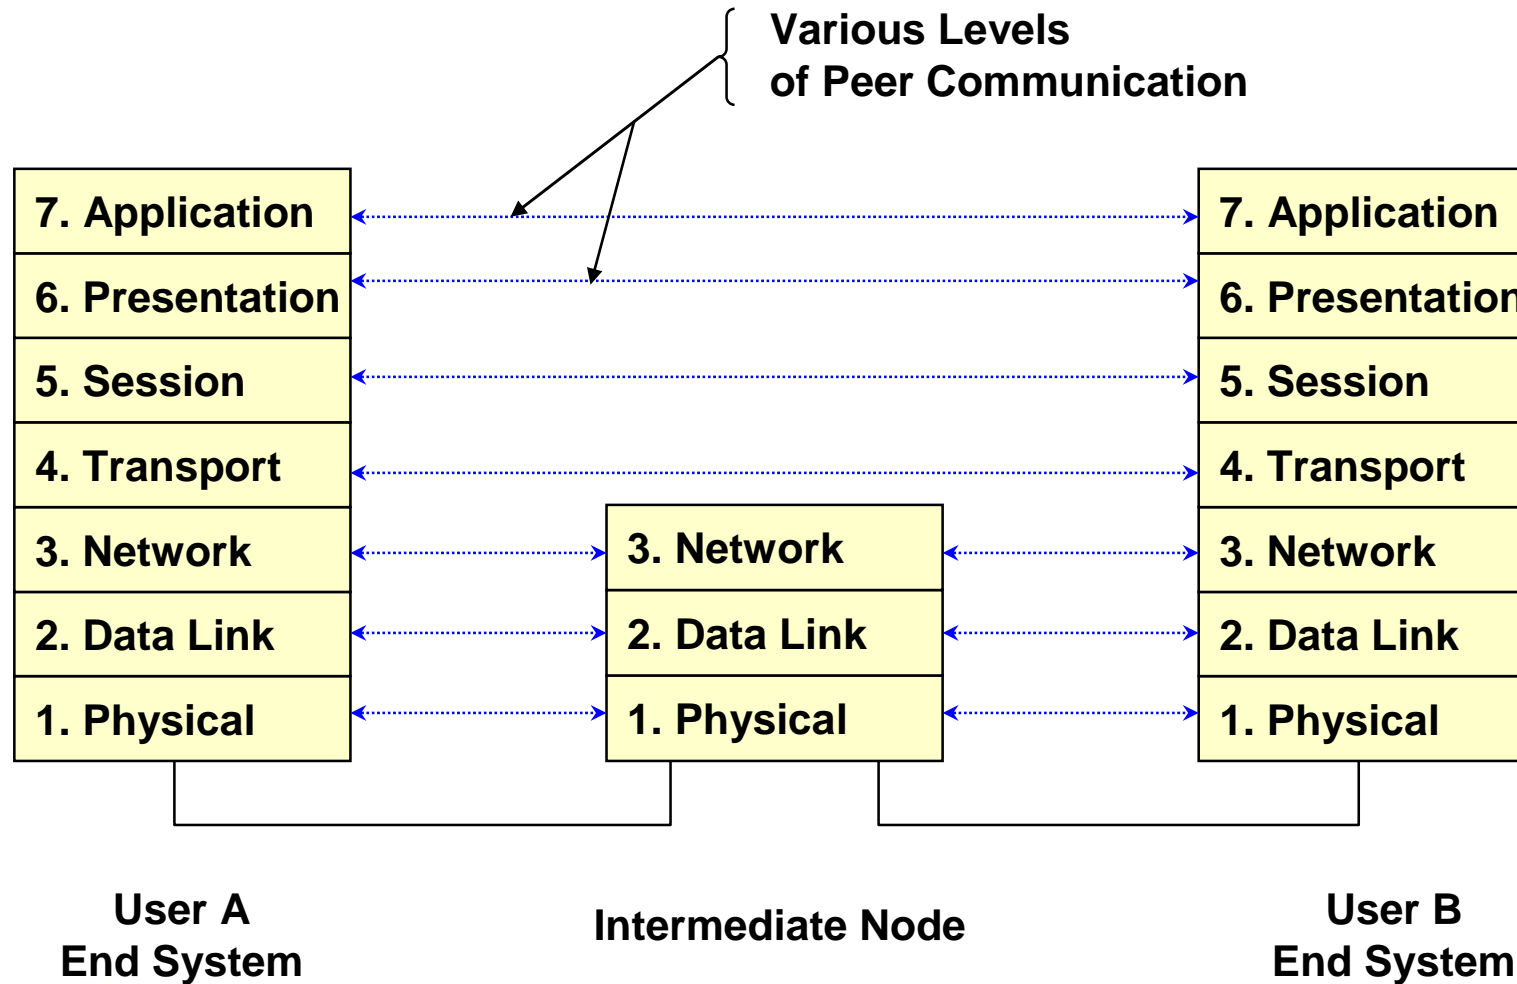 Various Levels
of Peer Communication
7. Application
6. Presentation
5. Session
4. Transport
3. Network
2. Data Link
1. Physical
3. Network
2. Data Link
1. Physical
7. Application
6. Presentation
5. Session
4. Transport
3. Network
2. Data Link
1. Physical
User A
End System
Intermediate Node
User B
End System